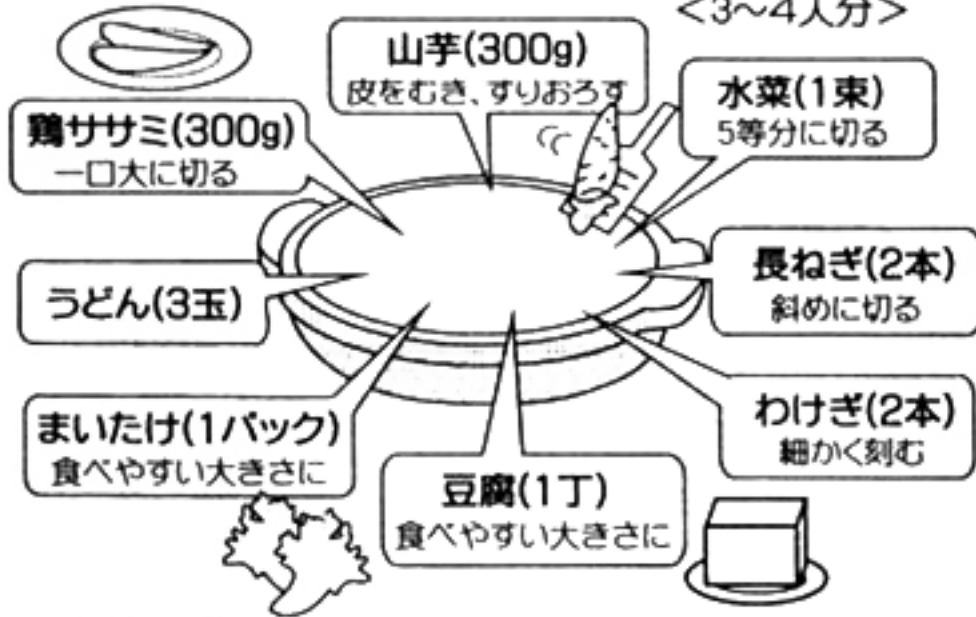 <3〜4人分>
山芋(300g)
皮をむき、すりおろす
水菜(1束)
5等分に切る
鶏ササミ(300g)
一口大に切る
長ねぎ(2本)
斜めに切る
うどん(3玉)
わけぎ(2本)
細かく刻む
まいたけ(1パック)
食べやすい大きさに
豆腐(1丁)
食べやすい大きさに